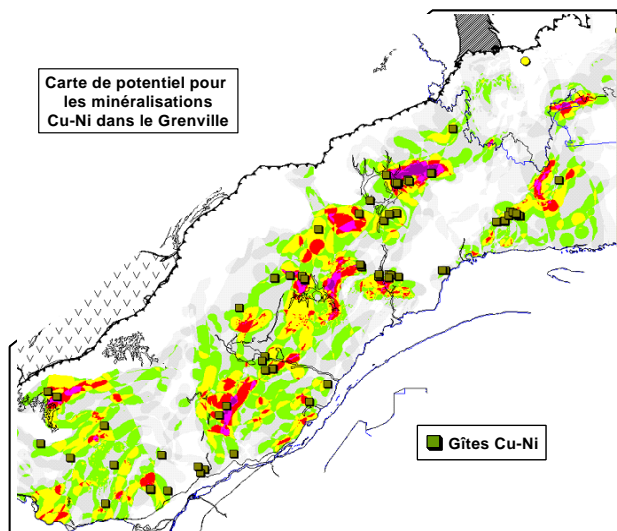 Carte de potentiel pour
les minéralisations
Cu-Ni dans le Grenville
Gîtes Cu-Ni